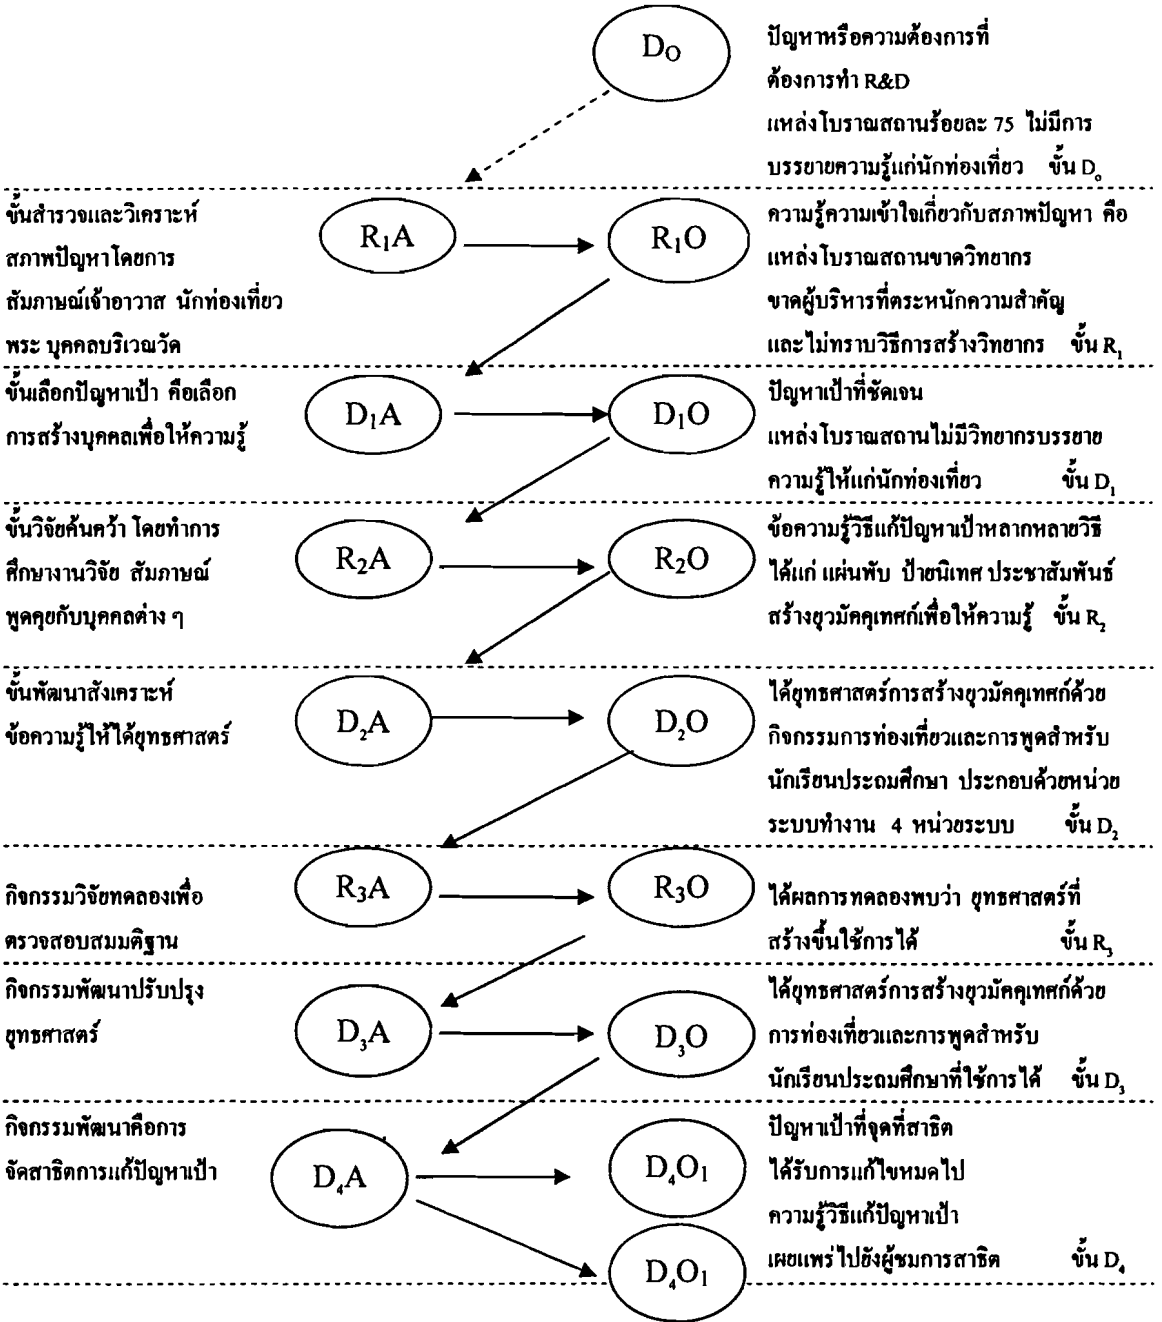 D₀
ปัญหาหรือความต้องการที่
ต้องการทำ R&D
แหล่งโบราณสถานร้อยละ 75 ไม่มีการ
บรรยายความรู้แก่นักท่องเที่ยว ขั้น D₀
ขั้นสำรวจและวิเคราะห์
สภาพปัญหาโดยการ
สัมภาษณ์เจ้าอาวาส นักท่องเที่ยว
พระ บุคคลบริเวณวัด
R₁A
R₁O
ความรู้ความเข้าใจเกี่ยวกับสภาพปัญหา คือ
แหล่งโบราณสถานขาดวิทยากร
ขาดผู้บริหารที่ตระหนักความสำคัญ
และไม่ทราบวิธีการสร้างวิทยากร ขั้น R₁
ขั้นเลือกปัญหาเป้า คือเลือก
การสร้างบุคคลเพื่อให้ความรู้
D₁A
D₁O
ปัญหาเป้าที่ชัดเจน
แหล่งโบราณสถานไม่มีวิทยากรบรรยาย
ความรู้ให้แก่นักท่องเที่ยว ขั้น D₁
ขั้นวิจัยค้นคว้า โดยทำการ
ศึกษางานวิจัย สัมภาษณ์
พูดคุยกับบุคคลต่าง ๆ
R₂A
R₂O
ข้อความรู้วิธีแก้ปัญหาเป้าหลากหลายวิธี
ได้แก่ แผ่นพับ ป้ายนิเทศ ประชาสัมพันธ์
สร้างยุวมัคคุเทศก์เพื่อให้ความรู้ ขั้น R₂
ขั้นพัฒนาสังเคราะห์
ข้อความรู้ให้ได้ยุทธศาสตร์
D₂A
D₂O
ได้ยุทธศาสตร์การสร้างยุวมัคคุเทศก์ด้วย
กิจกรรมการท่องเที่ยวและการพูดสำหรับ
นักเรียนประถมศึกษา ประกอบด้วยหน่วย
ระบบทำงาน 4 หน่วยระบบ ขั้น D₂
กิจกรรมวิจัยทดลองเพื่อ
ตรวจสอบสมมติฐาน
R₃A
R₃O
ได้ผลการทดลองพบว่า ยุทธศาสตร์ที่
สร้างขึ้นใช้การได้ ขั้น R₃
กิจกรรมพัฒนาปรับปรุง
ยุทธศาสตร์
D₃A
D₃O
ได้ยุทธศาสตร์การสร้างยุวมัคคุเทศก์ด้วย
การท่องเที่ยวและการพูดสำหรับ
นักเรียนประถมศึกษาที่ใช้การได้ ขั้น D₃
กิจกรรมพัฒนาคือการ
จัดสาธิตการแก้ปัญหาเป้า
D₄A
D₄O₁
D₄O₁
ปัญหาเป้าที่จุดที่สาธิต
ได้รับการแก้ไขหมดไป
ความรู้วิธีแก้ปัญหาเป้า
เผยแพร่ไปยังผู้ชมการสาธิต ขั้น D₄